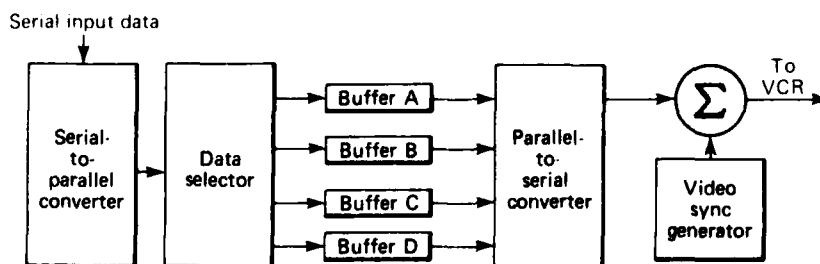 Serial input data
Serial-
to-
parallel
converter
Data
selector
Buffer A
Buffer B
Buffer C
Buffer D
Parallel-
to-
serial
converter
Σ
To
VCR
Video
sync
generator